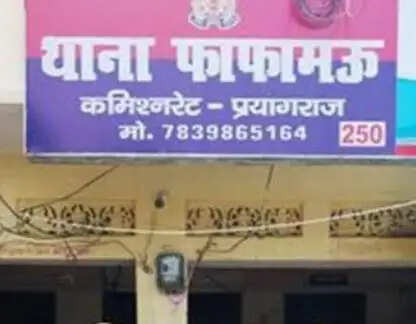 थाना फाफामऊ
कमिश्नरेट - प्रयागराज
मो. 7839865164 250